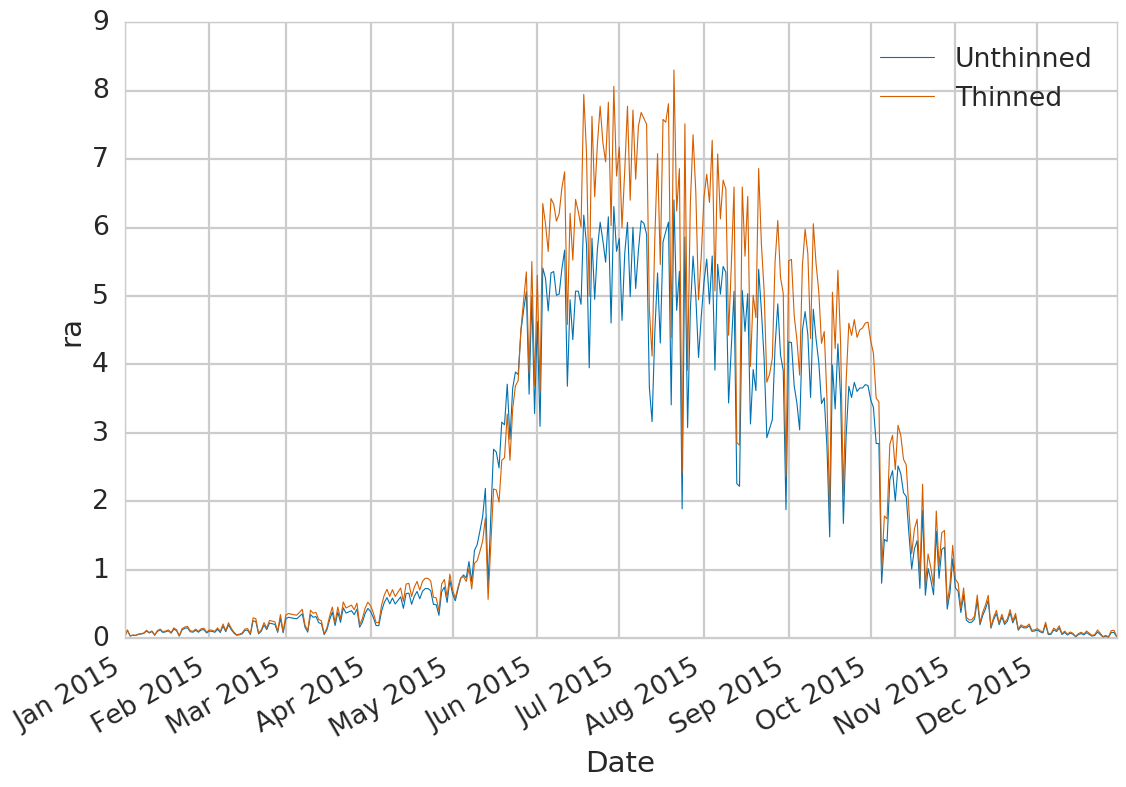 9
8
7
6
5
4
3
2
1
0
ra
Unthinned
Thinned
Jan 2015
Feb 2015
Mar 2015
Apr 2015
May 2015
Jun 2015
Jul 2015
Aug 2015
Sep 2015
Oct 2015
Nov 2015
Dec 2015
Date